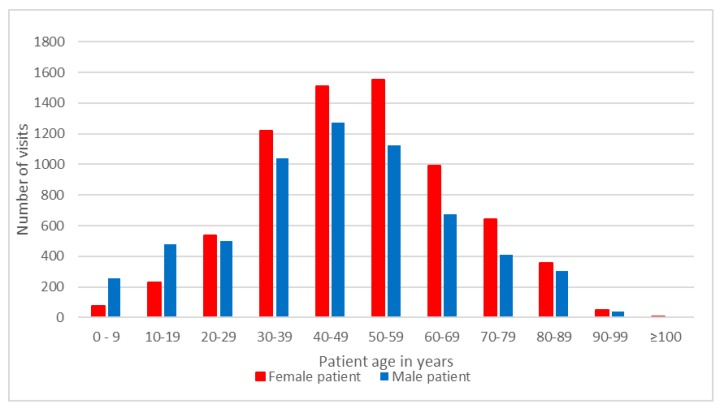 1800
1600
1400
1200
1000
800
600
400
200
0
Number of visits
0 - 9 10-19 20-29 30-39 40-49 50-59 60-69 70-79 80-89 90-99 ≥100
Patient age in years
Female patient Male patient